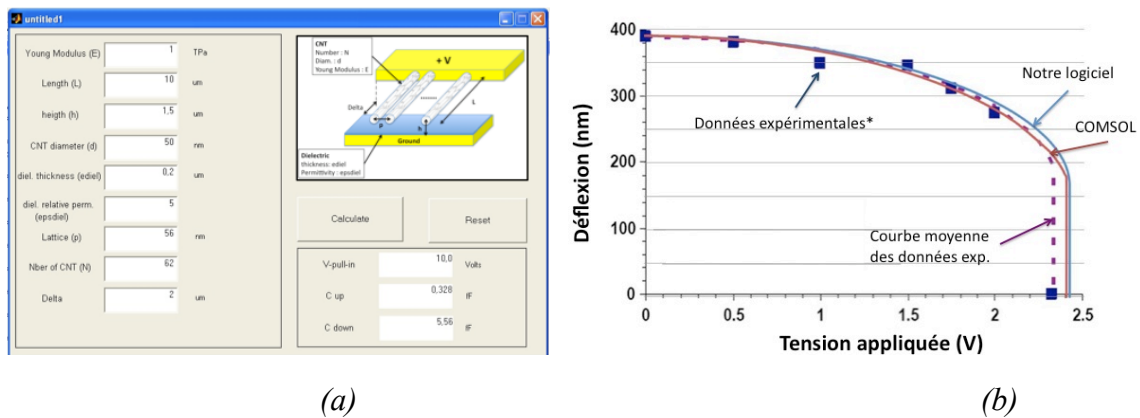 untitled1
Young Modulus (E) 1 TPa
Length (L) 10 um
heigth (h) 1,5 um
CNT diameter (d) 50 nm
diel. thickness (ediel) 0,2 um
diel. relative perm. (epsdiel) 5
Lattice (p) 56 nm
Nber of CNT (N) 62
Delta 2 um
CNT
Number : N
Diam. : d
Young Modulus : E
+ V
Delta
L
p
h
Ground
Dielectric
thickness: ediel
Permittivity : epsdiel
Calculate
Reset
V-pull-in 10,0 Volts
C up 0,328 fF
C down 5,56 fF
(a)
Déflexion (nm)
400
350
300
250
200
150
100
50
0
Notre logiciel
Données expérimentales*
COMSOL
Courbe moyenne
des données exp.
0 0.5 1 1.5 2 2.5
Tension appliquée (V)
(b)